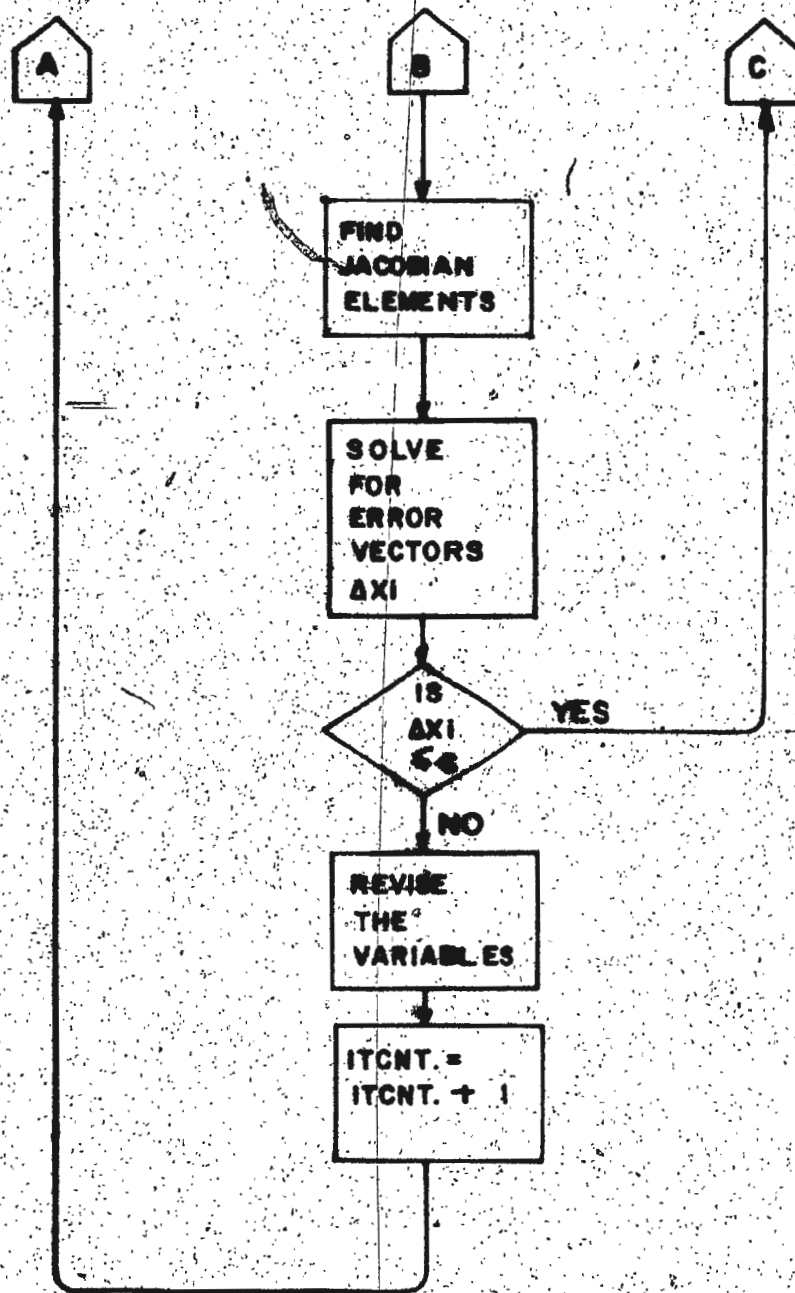 A
B
C
FIND
JACOBIAN
ELEMENTS
SOLVE
FOR
ERROR
VECTORS
ΔXi
IS
ΔXi
≤ ε
YES
NO
REVISE
THE
VARIABLES
ITCNT. =
ITCNT. + 1